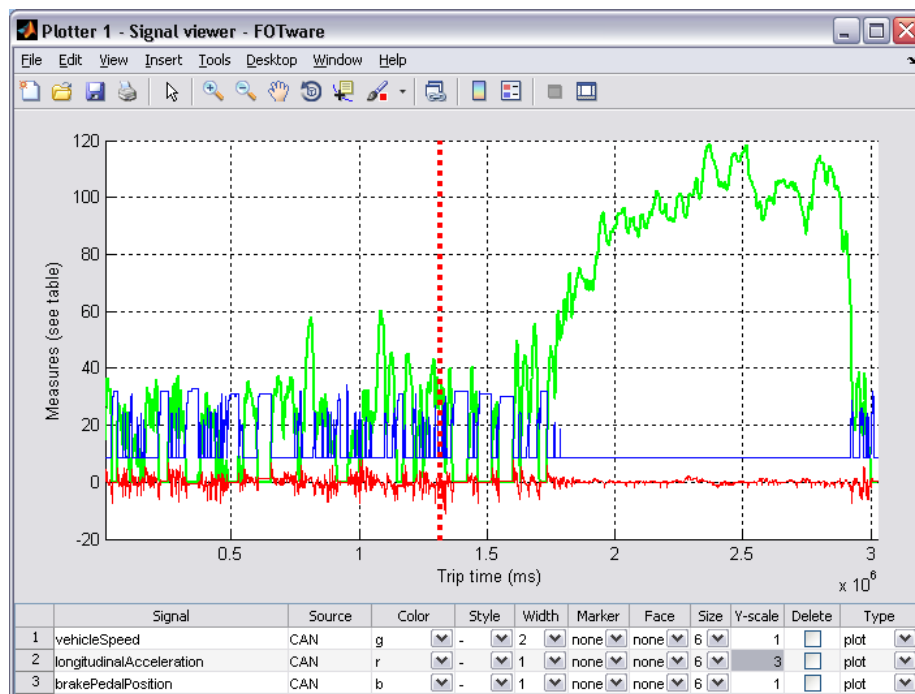 Plotter 1 - Signal viewer - FOTware
File Edit View Insert Tools Desktop Window Help
120
100
80
60
40
20
0
-20
Measures (see table)
0.5 1 1.5 2 2.5 3
Trip time (ms)
x 10^6
Signal Source Color Style Width Marker Face Size Y-scale Delete Type
1 vehicleSpeed CAN g - 2 none none 6 1 plot
2 longitudinalAcceleration CAN r - 1 none none 6 3 plot
3 brakePedalPosition CAN b - 1 none none 6 1 plot